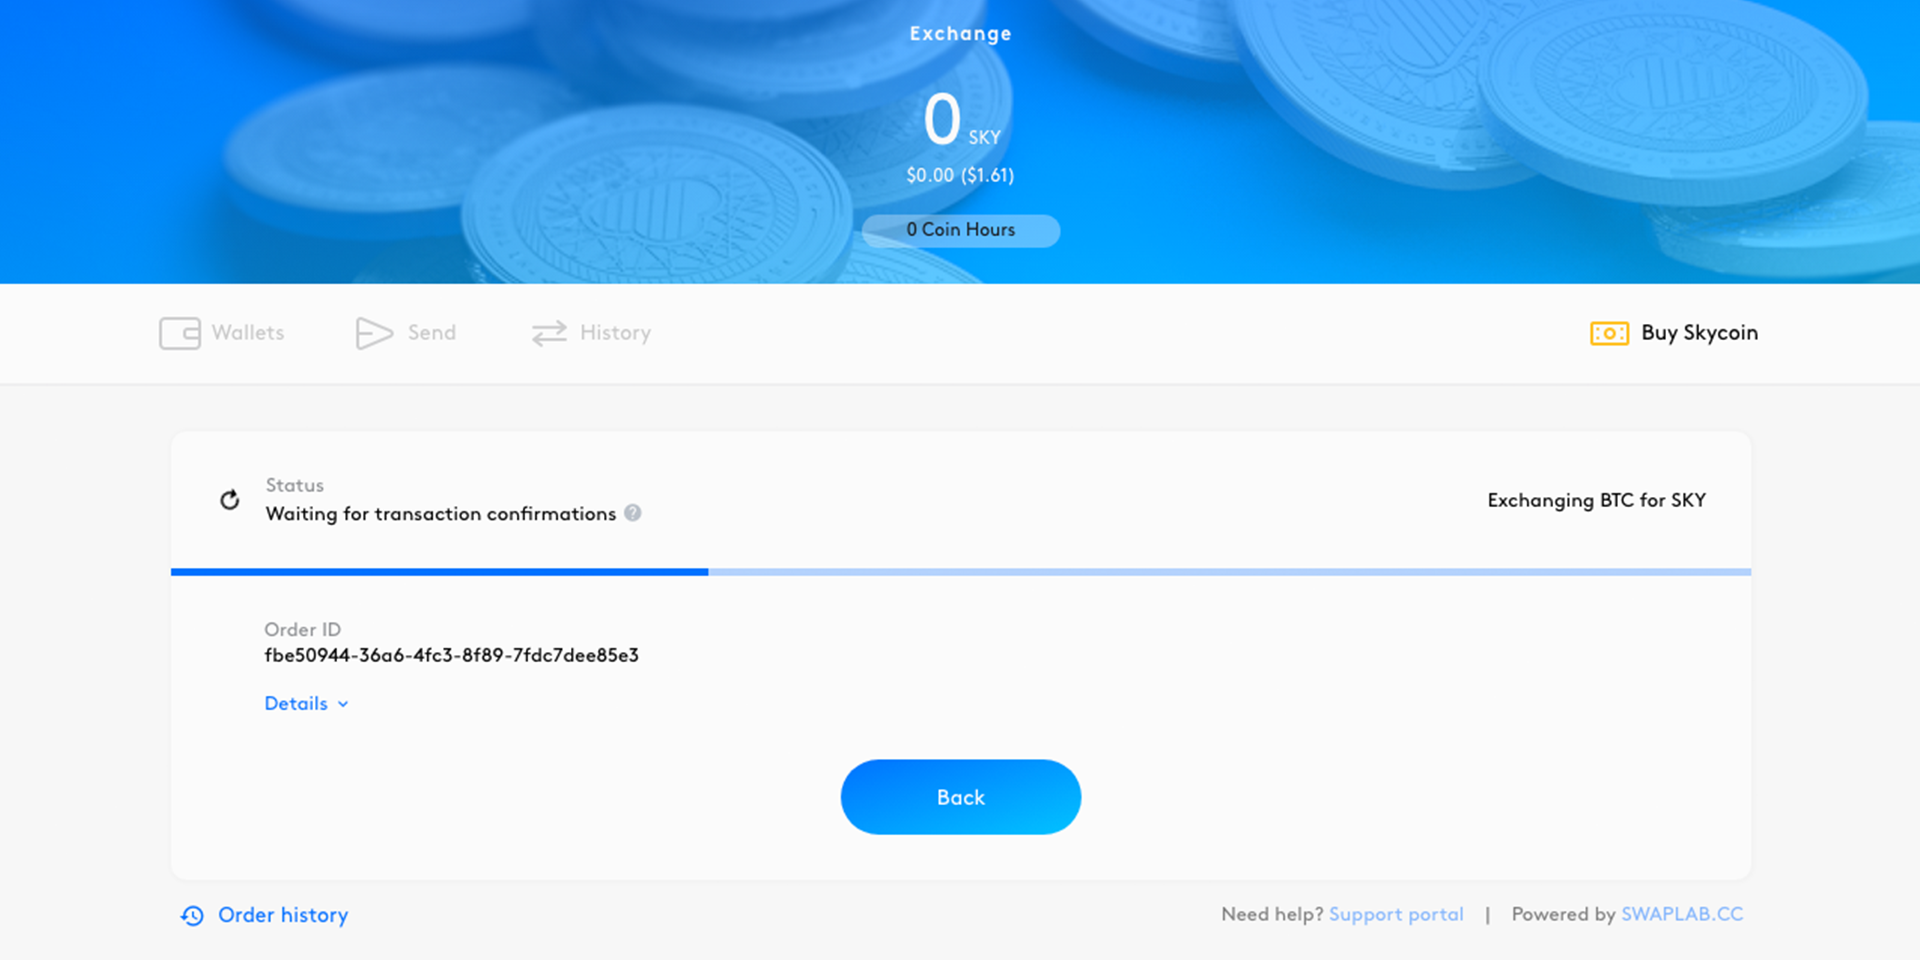 Exchange
0 SKY
$0.00 ($1.61)
0 Coin Hours
Wallets
Send
History
Buy Skycoin
Status
Waiting for transaction confirmations ?
Exchanging BTC for SKY
Order ID
fbe50944-36a6-4fc3-8f89-7fdc7dee85e3
Details
Back
Order history
Need help? Support portal | Powered by SWAPLAB.CC